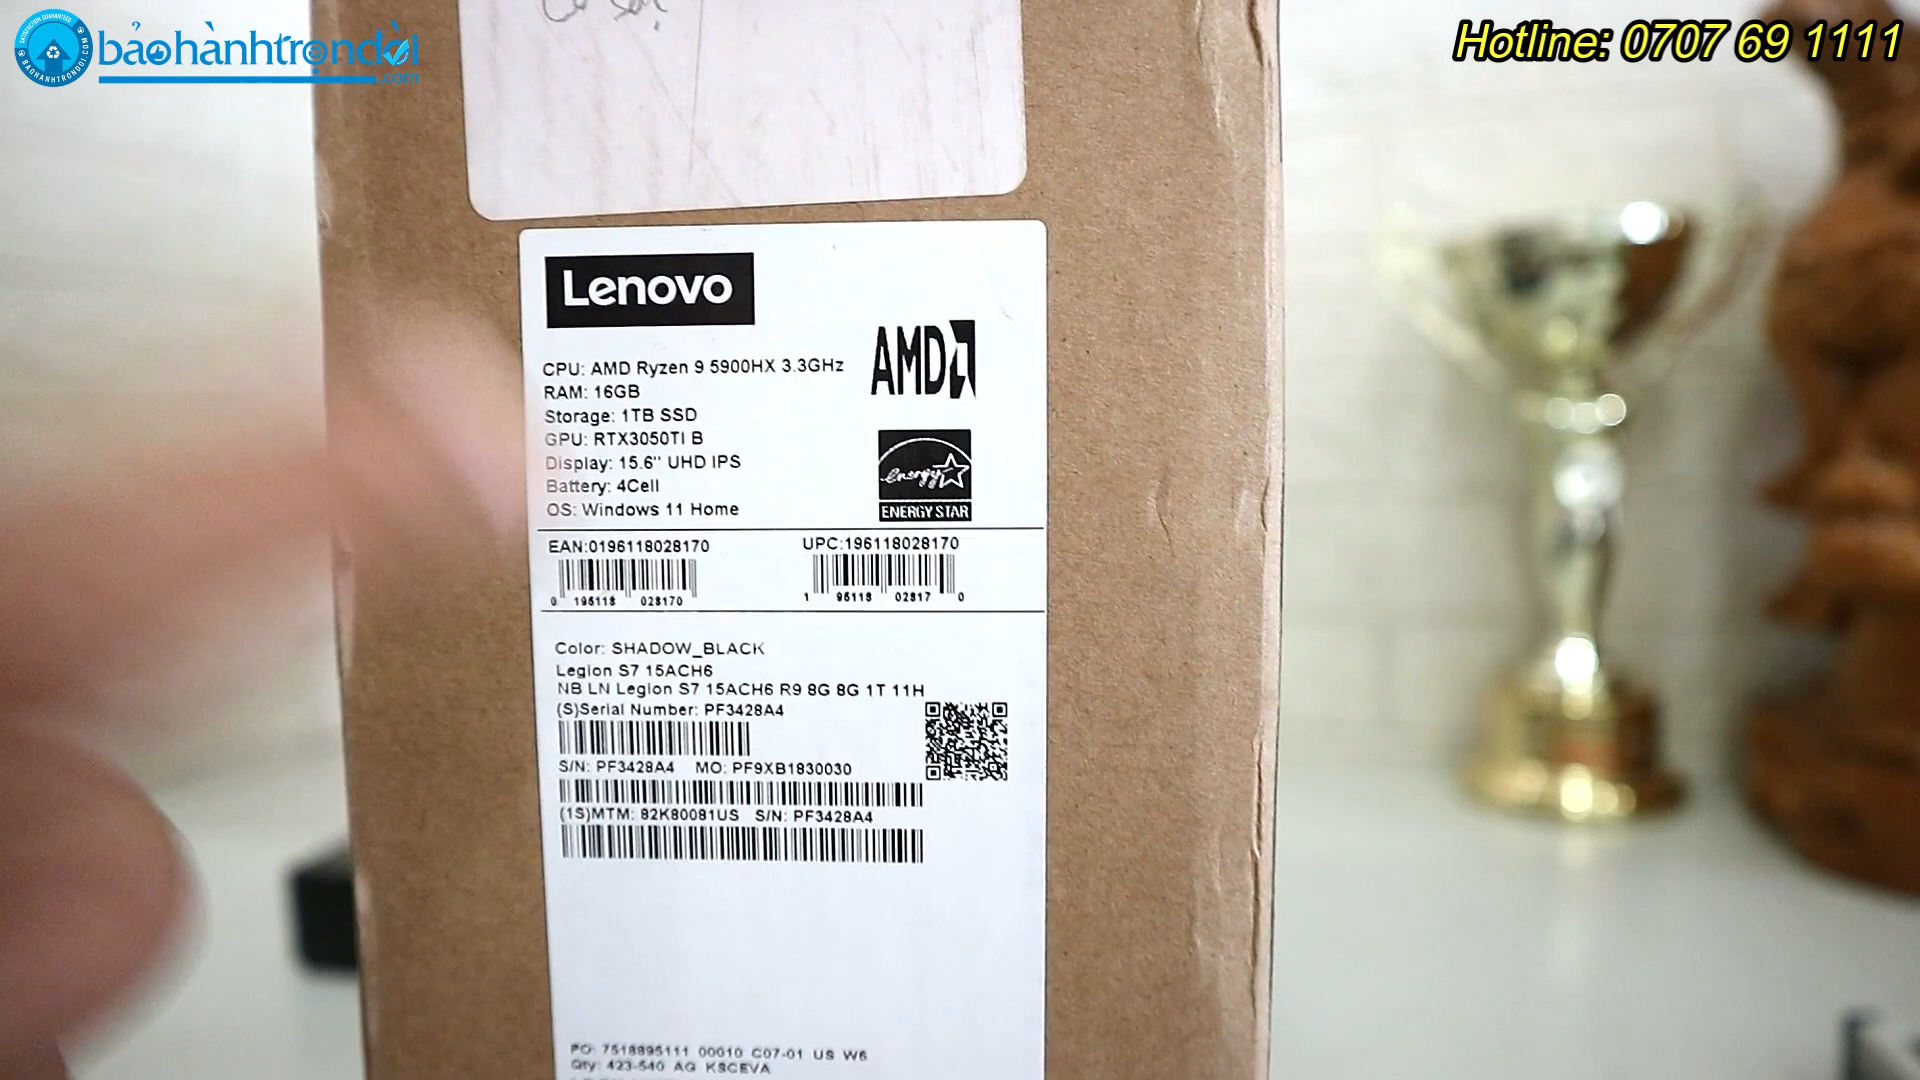 bảohànhtrọnđời
.com
Hotline: 0707 69 1111
Lenovo
AMD
CPU: AMD Ryzen 9 5900HX 3.3GHz
RAM: 16GB
Storage: 1TB SSD
GPU: RTX3050TI B
Display: 15.6'' UHD IPS
Battery: 4Cell
OS: Windows 11 Home
energy
ENERGY STAR
EAN:0196118028170
UPC:196118028170
0 196118 028170
1 96118 02817 0
Color: SHADOW_BLACK
Legion S7 15ACH6
NB LN Legion S7 15ACH6 R9 8G 8G 1T 11H
(S)Serial Number: PF3428A4
S/N: PF3428A4 MO: PF9XB1830030
(1S)MTM: 82K80081US S/N: PF3428A4
PO: 7518895111 00010 C07-01 US W6
Qty: 423-540 AG KSCEVA